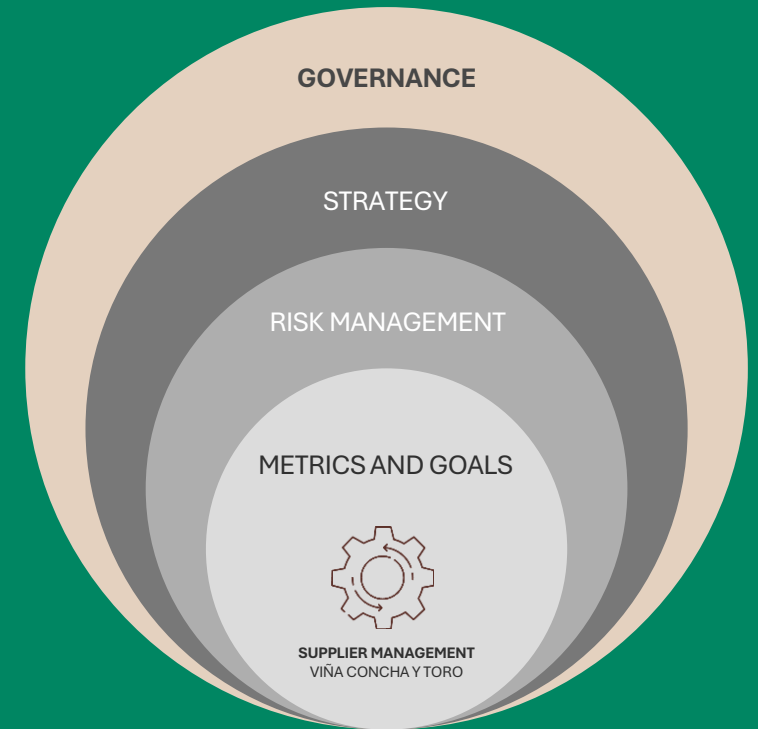 GOVERNANCE
STRATEGY
RISK MANAGEMENT
METRICS AND GOALS
SUPPLIER MANAGEMENT
VIÑA CONCHA Y TORO